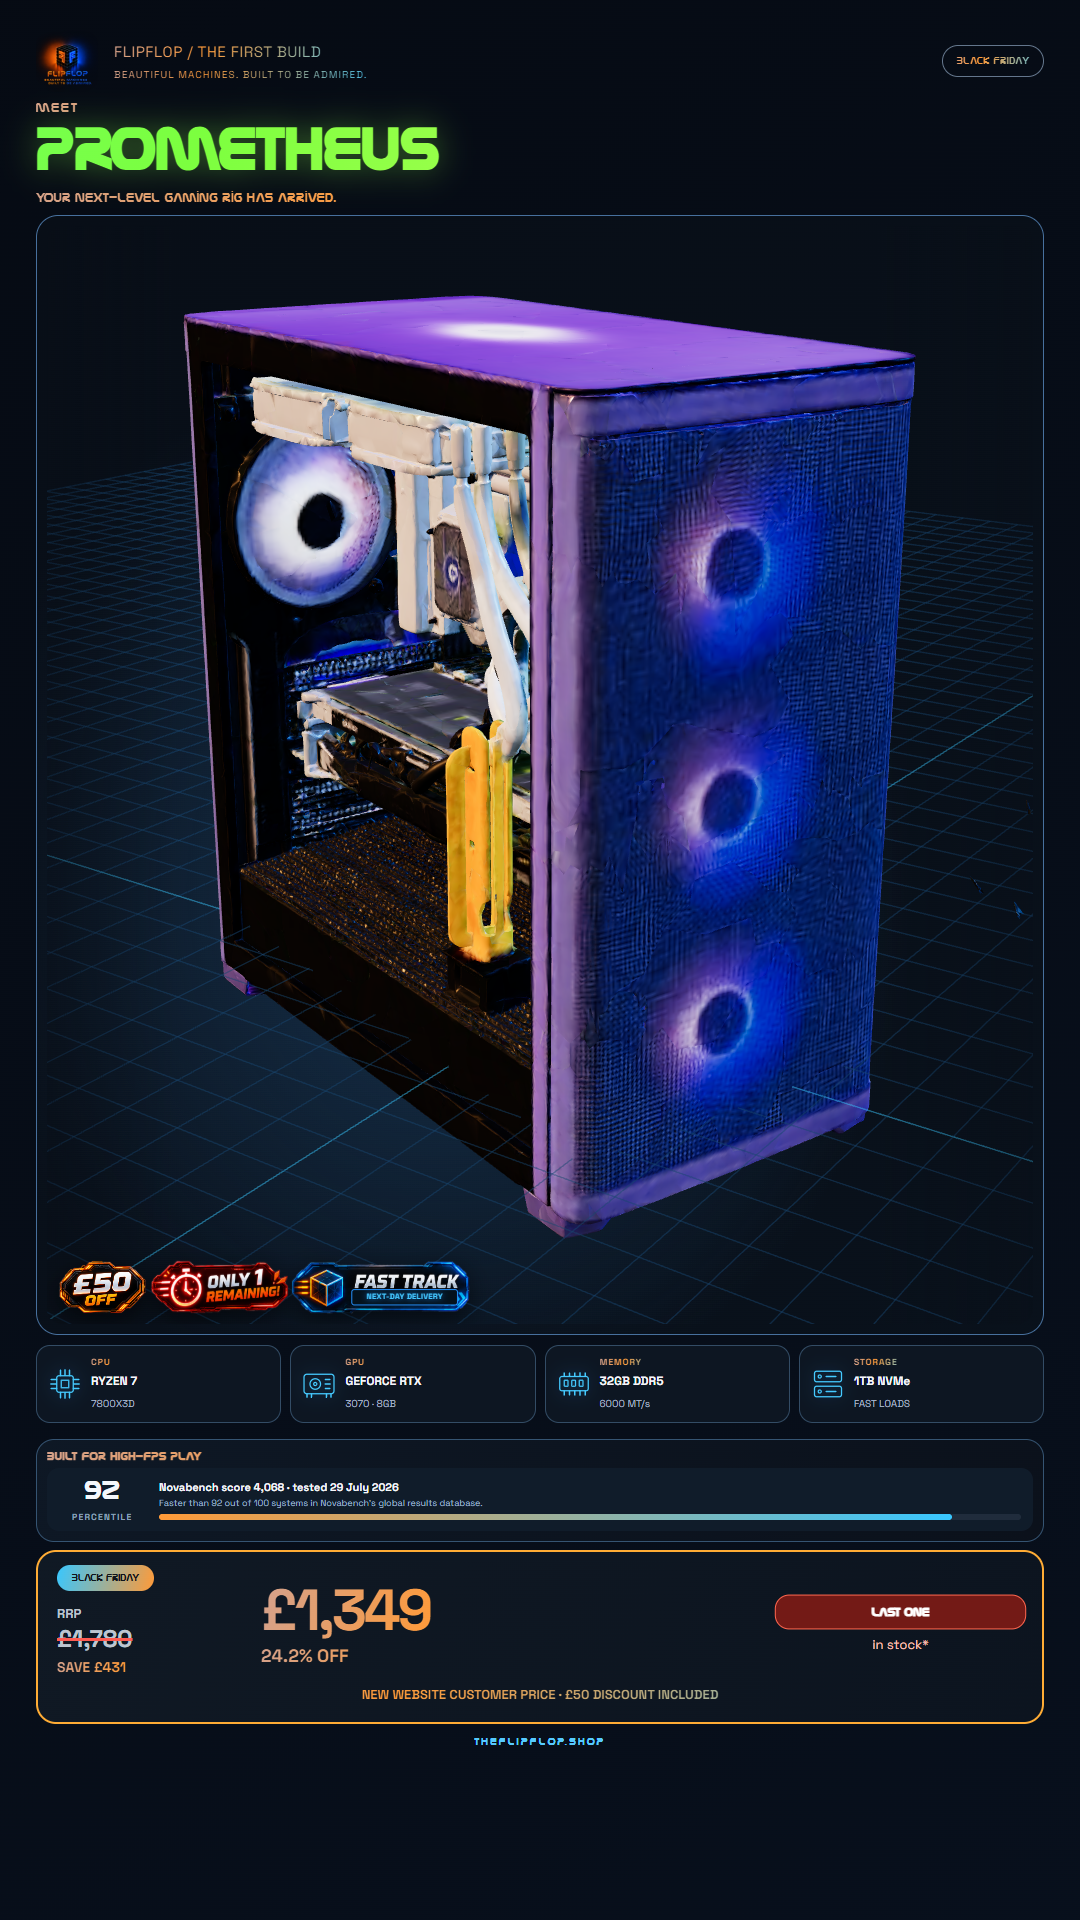 FLIPFLOP
FLIPFLOP / THE FIRST BUILD
BEAUTIFUL MACHINES. BUILT TO BE ADMIRED.
BLACK FRIDAY
MEET
PROMETHEUS
YOUR NEXT-LEVEL GAMING RIG HAS ARRIVED.
£50
OFF
ONLY 1
REMAINING!
FAST TRACK
NEXT-DAY DELIVERY
CPU
RYZEN 7
7800X3D
GPU
GEFORCE RTX
3070 · 8GB
MEMORY
32GB DDR5
6000 MT/s
STORAGE
1TB NVMe
FAST LOADS
BUILT FOR HIGH-FPS PLAY
92
PERCENTILE
Novabench score 4,068 · tested 29 July 2026
Faster than 92 out of 100 systems in Novabench's global results database.
BLACK FRIDAY
RRP
£1,780
SAVE £431
£1,349
24.2% OFF
LAST ONE
in stock*
NEW WEBSITE CUSTOMER PRICE · £50 DISCOUNT INCLUDED
THEFLIPFLOP.SHOP